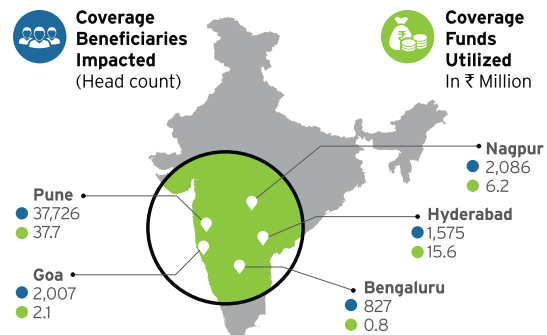 Coverage
Beneficiaries
Impacted
(Head count)
Coverage
Funds
Utilized
In ₹ Million
Nagpur
2,086
6.2
Pune
37,726
37.7
Hyderabad
1,575
15.6
Goa
2,007
2.1
Bengaluru
827
0.8